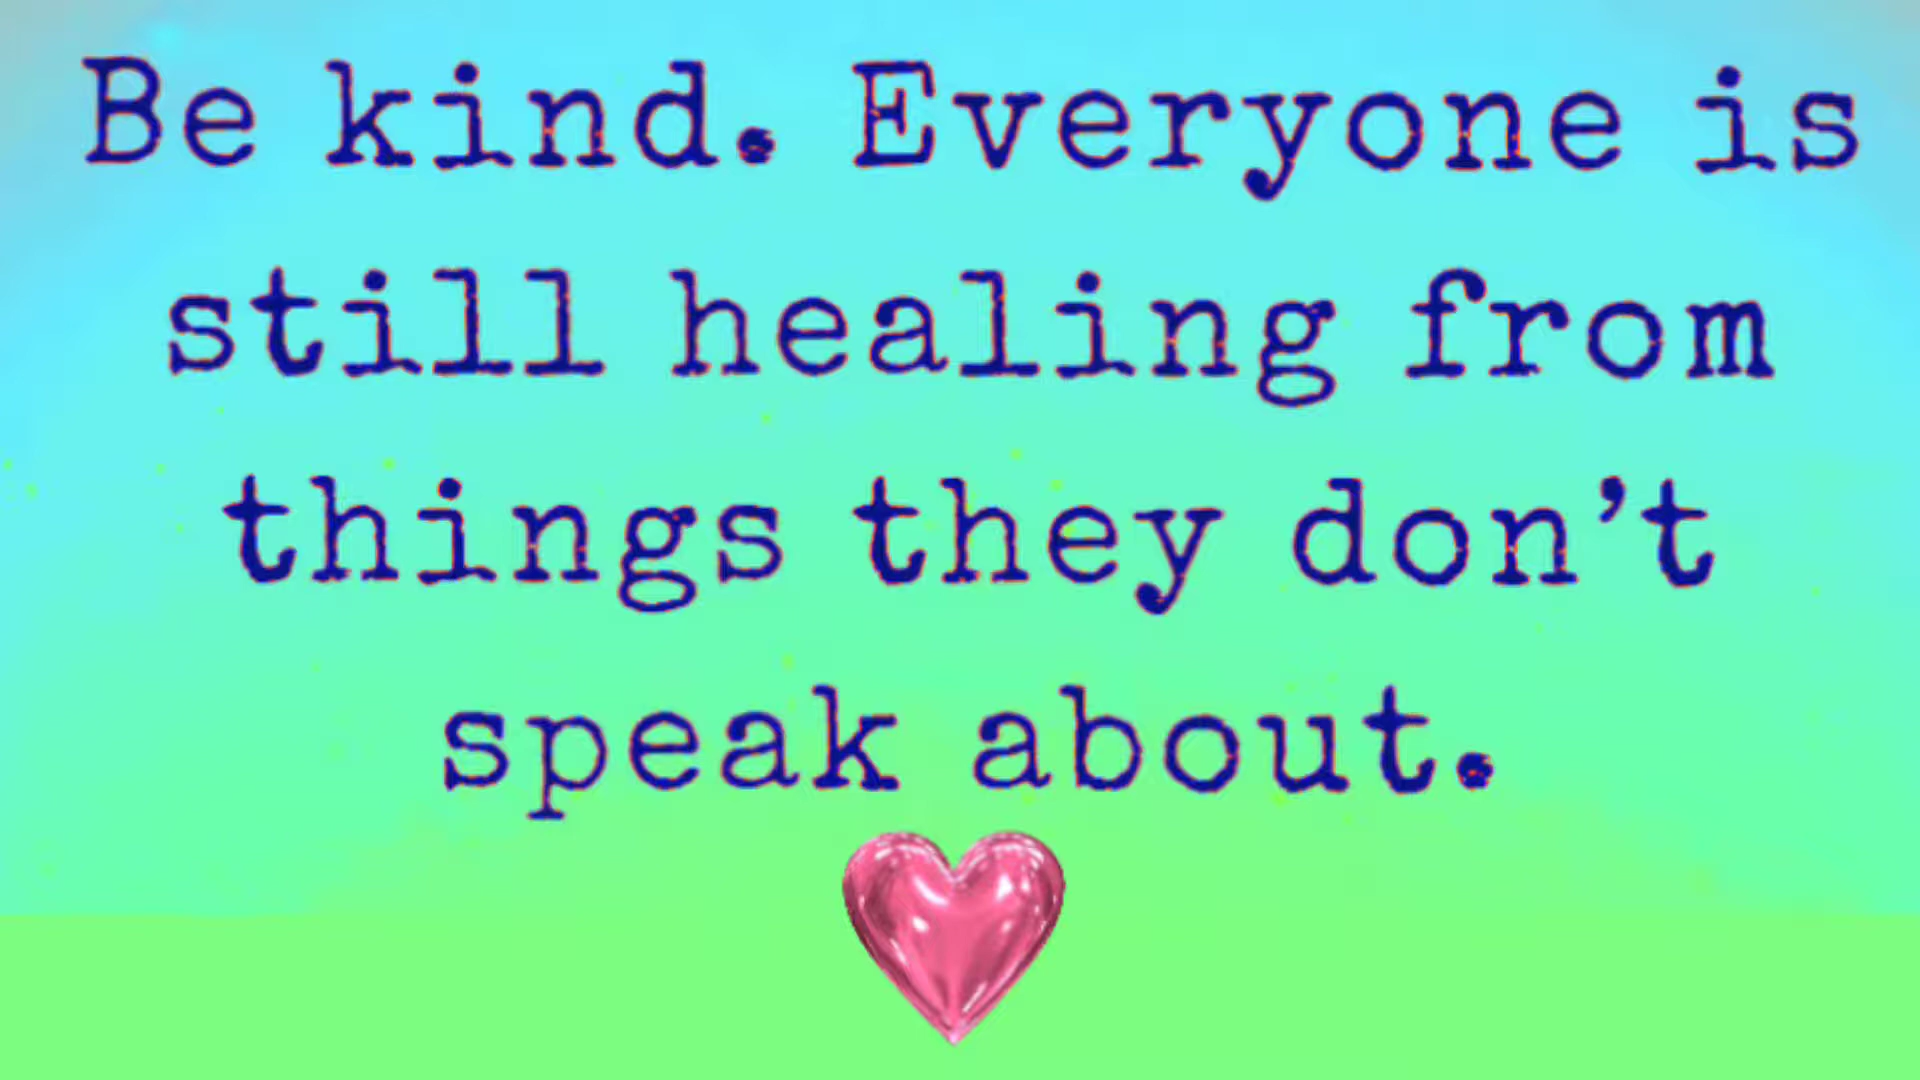 Be kind. Everyone is
still healing from
things they don’t
speak about.